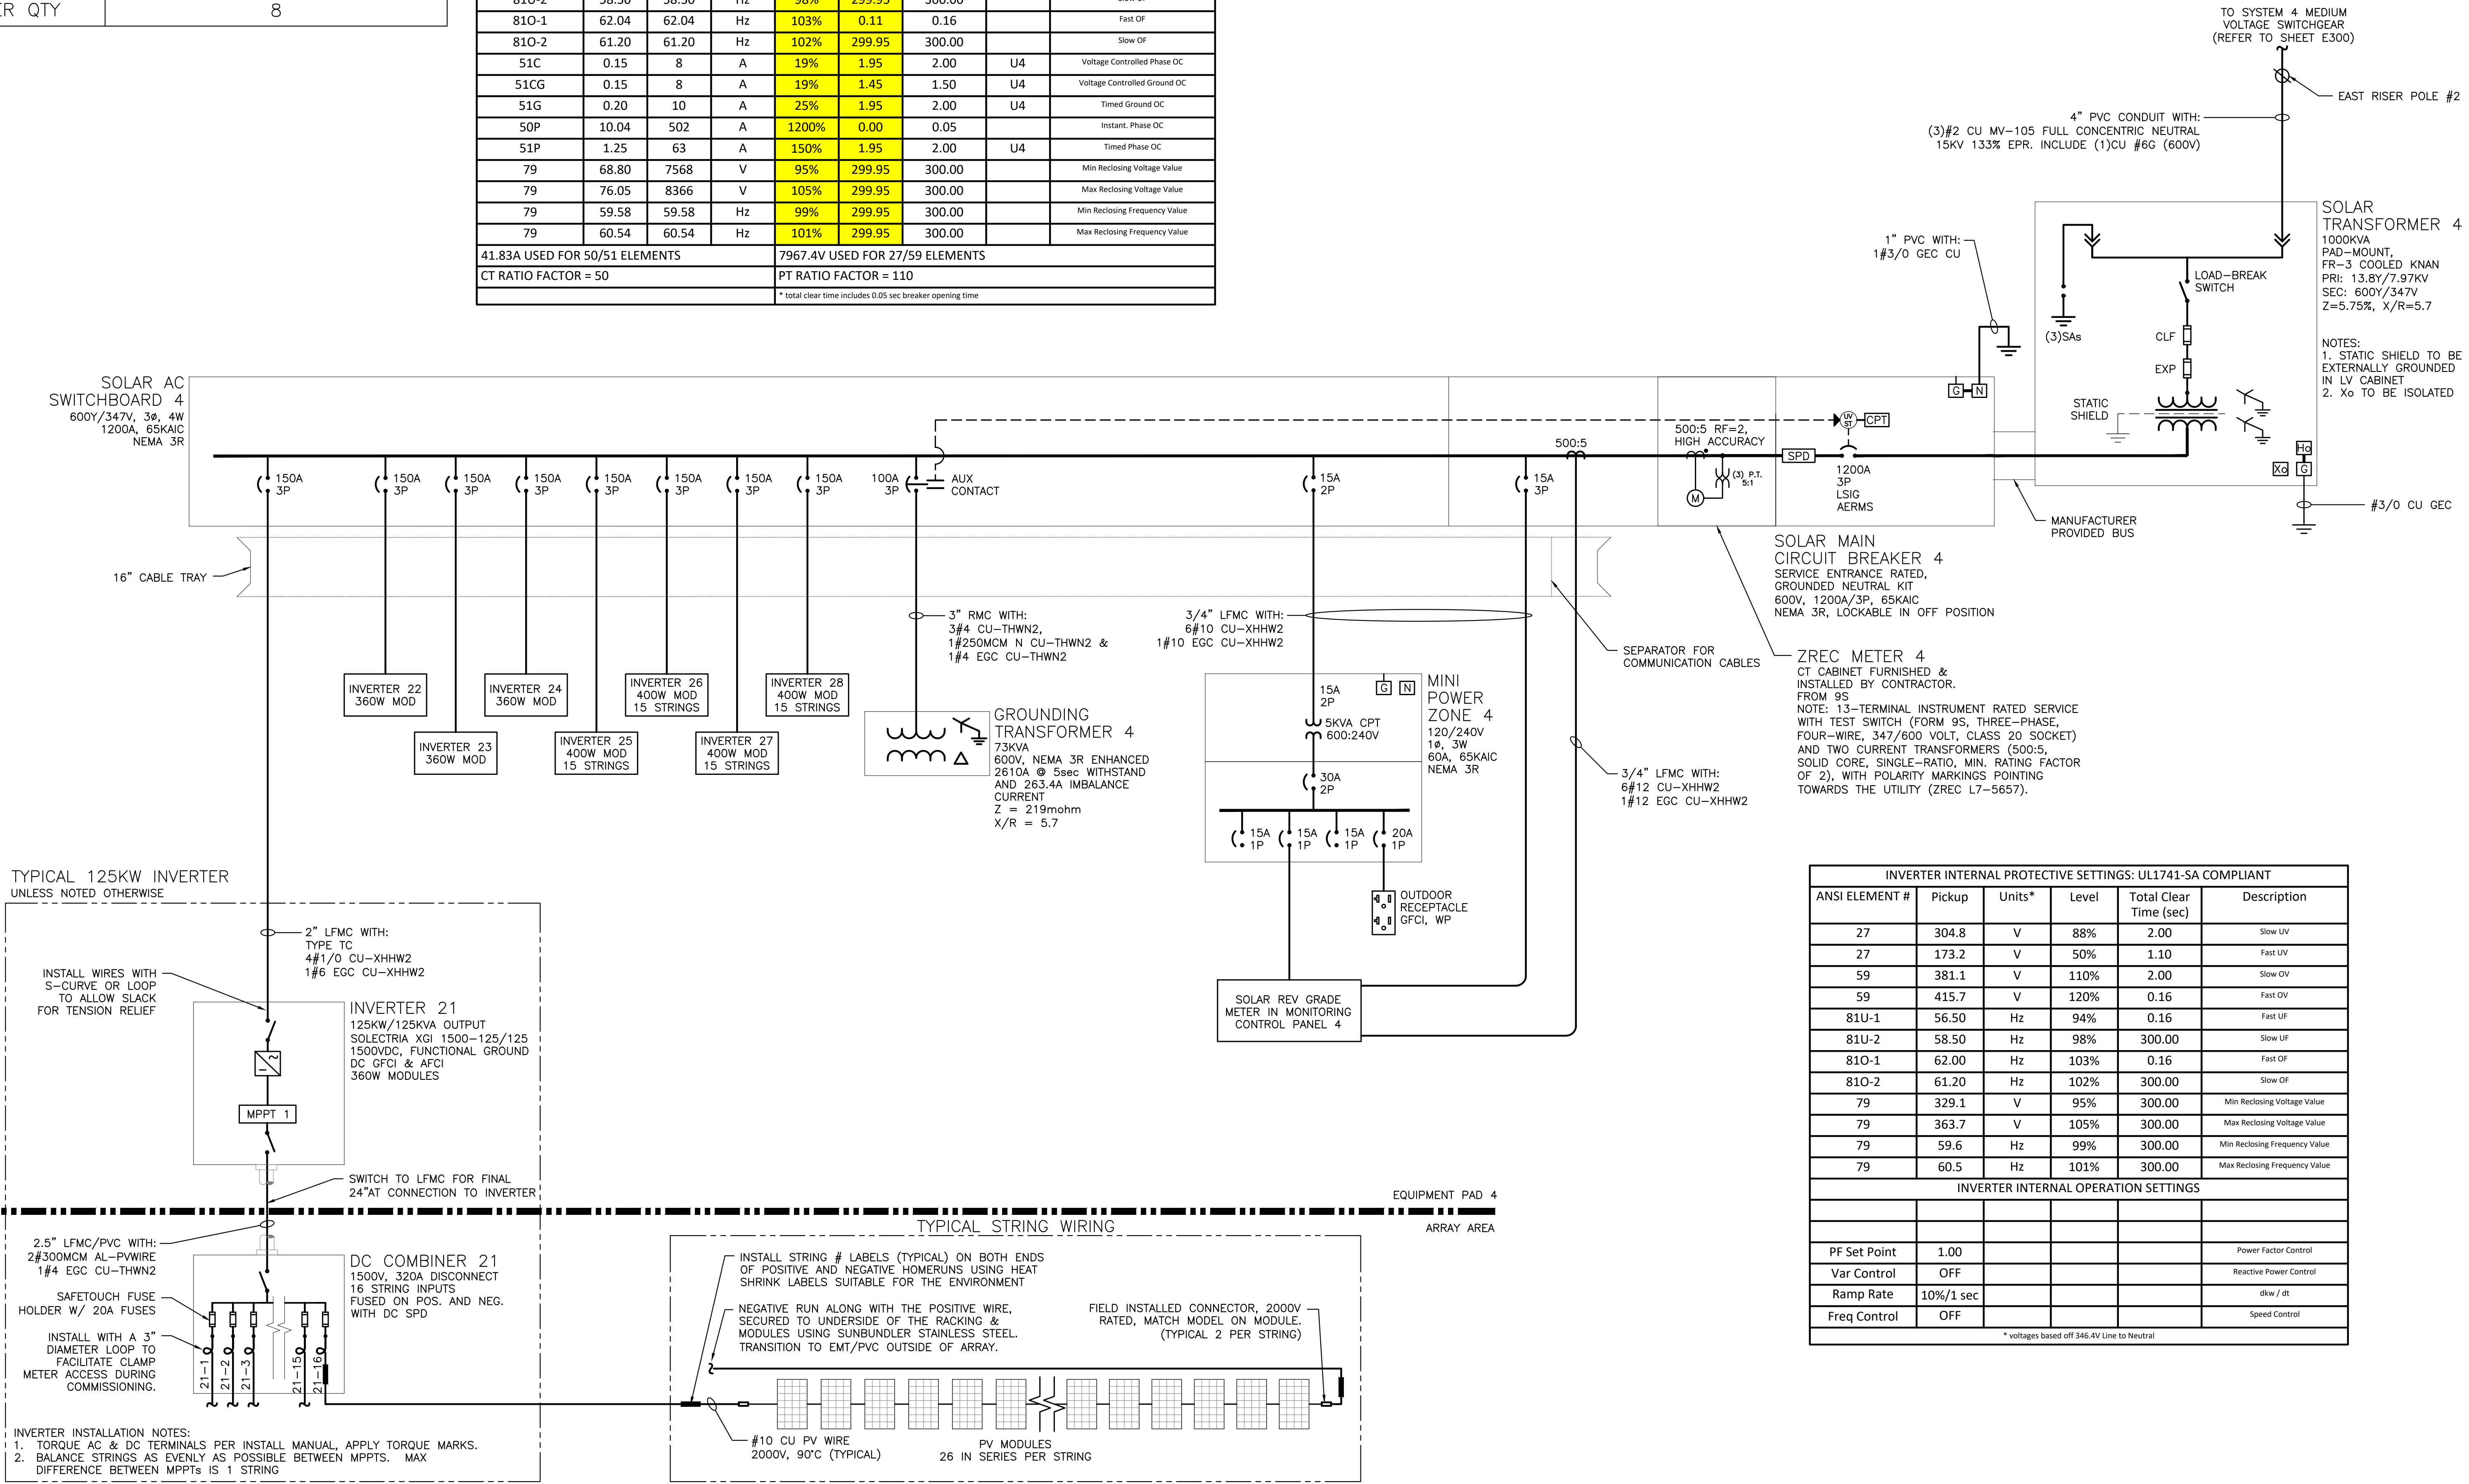 ER QTY 8
81U-2 58.50 58.50 Hz 98% 299.95 300.00
81O-1 62.04 62.04 Hz 103% 0.11 0.16 Fast OF
81O-2 61.20 61.20 Hz 102% 299.95 300.00 Slow OF
51C 0.15 8 A 19% 1.95 2.00 U4 Voltage Controlled Phase OC
51CG 0.15 8 A 19% 1.45 1.50 U4 Voltage Controlled Ground OC
51G 0.20 10 A 25% 1.95 2.00 U4 Timed Ground OC
50P 10.04 502 A 1200% 0.00 0.05 Instant. Phase OC
51P 1.25 63 A 150% 1.95 2.00 U4 Timed Phase OC
79 68.80 7568 V 95% 299.95 300.00 Min Reclosing Voltage Value
79 76.05 8366 V 105% 299.95 300.00 Max Reclosing Voltage Value
79 59.58 59.58 Hz 99% 299.95 300.00 Min Reclosing Frequency Value
79 60.54 60.54 Hz 101% 299.95 300.00 Max Reclosing Frequency Value
41.83A USED FOR 50/51 ELEMENTS 7967.4V USED FOR 27/59 ELEMENTS
CT RATIO FACTOR = 50 PT RATIO FACTOR = 110
* total clear time includes 0.05 sec breaker opening time
TO SYSTEM 4 MEDIUM
VOLTAGE SWITCHGEAR
(REFER TO SHEET E300)
EAST RISER POLE #2
4" PVC CONDUIT WITH:
(3)#2 CU MV-105 FULL CONCENTRIC NEUTRAL
15KV 133% EPR. INCLUDE (1)CU #6G (600V)
1" PVC WITH:
1#3/0 GEC CU
SOLAR
TRANSFORMER 4
1000KVA
PAD-MOUNT,
FR-3 COOLED KNAN
PRI: 13.8Y/7.97KV
SEC: 600Y/347V
Z=5.75%, X/R=5.7
NOTES:
1. STATIC SHIELD TO BE
EXTERNALLY GROUNDED
IN LV CABINET
2. Xo TO BE ISOLATED
LOAD-BREAK
SWITCH
(3)SAs
CLF
EXP
STATIC
SHIELD
Ho
Xo G
#3/0 CU GEC
MANUFACTURER
PROVIDED BUS
SOLAR AC
SWITCHBOARD 4
600Y/347V, 3ø, 4W
1200A, 65KAIC
NEMA 3R
150A
3P
150A
3P
150A
3P
150A
3P
150A
3P
150A
3P
150A
3P
150A
3P
100A
3P
AUX
CONTACT
15A
2P
15A
3P
500:5
500:5 RF=2,
HIGH ACCURACY
(3) P.T.
5:1
M
SPD
UV
ST
CPT
G N
1200A
3P
LSIG
AERMS
16" CABLE TRAY
SOLAR MAIN
CIRCUIT BREAKER 4
SERVICE ENTRANCE RATED,
GROUNDED NEUTRAL KIT
600V, 1200A/3P, 65KAIC
NEMA 3R, LOCKABLE IN OFF POSITION
3" RMC WITH:
3#4 CU-THWN2,
1#250MCM N CU-THWN2 &
1#4 EGC CU-THWN2
3/4" LFMC WITH:
6#10 CU-XHHW2
1#10 EGC CU-XHHW2
SEPARATOR FOR
COMMUNICATION CABLES
ZREC METER 4
CT CABINET FURNISHED &
INSTALLED BY CONTRACTOR.
FROM 9S
NOTE: 13-TERMINAL INSTRUMENT RATED SERVICE
WITH TEST SWITCH (FORM 9S, THREE-PHASE,
FOUR-WIRE, 347/600 VOLT, CLASS 20 SOCKET)
AND TWO CURRENT TRANSFORMERS (500:5,
SOLID CORE, SINGLE-RATIO, MIN. RATING FACTOR
OF 2), WITH POLARITY MARKINGS POINTING
TOWARDS THE UTILITY (ZREC L7-5657).
INVERTER 22
360W MOD
INVERTER 23
360W MOD
INVERTER 24
360W MOD
INVERTER 25
400W MOD
15 STRINGS
INVERTER 26
400W MOD
15 STRINGS
INVERTER 27
400W MOD
15 STRINGS
INVERTER 28
400W MOD
15 STRINGS
GROUNDING
TRANSFORMER 4
73KVA
600V, NEMA 3R ENHANCED
2610A @ 5sec WITHSTAND
AND 263.4A IMBALANCE
CURRENT
Z = 219mohm
X/R = 5.7
15A
2P
G N
5KVA CPT
600:240V
30A
2P
15A
1P
15A
1P
15A
1P
20A
1P
MINI
POWER
ZONE 4
120/240V
1ø, 3W
60A, 65KAIC
NEMA 3R
3/4" LFMC WITH:
6#12 CU-XHHW2
1#12 EGC CU-XHHW2
OUTDOOR
RECEPTACLE
GFCI, WP
SOLAR REV GRADE
METER IN MONITORING
CONTROL PANEL 4
TYPICAL 125KW INVERTER
UNLESS NOTED OTHERWISE
2" LFMC WITH:
TYPE TC
4#1/0 CU-XHHW2
1#6 EGC CU-XHHW2
INSTALL WIRES WITH
S-CURVE OR LOOP
TO ALLOW SLACK
FOR TENSION RELIEF
INVERTER 21
125KW/125KVA OUTPUT
SOLECTRIA XGI 1500-125/125
1500VDC, FUNCTIONAL GROUND
DC GFCI & AFCI
360W MODULES
MPPT 1
SWITCH TO LFMC FOR FINAL
24"AT CONNECTION TO INVERTER
EQUIPMENT PAD 4
ARRAY AREA
2.5" LFMC/PVC WITH:
2#300MCM AL-PVWIRE
1#4 EGC CU-THWN2
SAFETOUCH FUSE
HOLDER W/ 20A FUSES
INSTALL WITH A 3"
DIAMETER LOOP TO
FACILITATE CLAMP
METER ACCESS DURING
COMMISSIONING.
DC COMBINER 21
1500V, 320A DISCONNECT
16 STRING INPUTS
FUSED ON POS. AND NEG.
WITH DC SPD
21-1
21-2
21-3
21-15
21-16
INVERTER INSTALLATION NOTES:
1. TORQUE AC & DC TERMINALS PER INSTALL MANUAL, APPLY TORQUE MARKS.
2. BALANCE STRINGS AS EVENLY AS POSSIBLE BETWEEN MPPTS. MAX
DIFFERENCE BETWEEN MPPTs IS 1 STRING
TYPICAL STRING WIRING
INSTALL STRING # LABELS (TYPICAL) ON BOTH ENDS
OF POSITIVE AND NEGATIVE HOMERUNS USING HEAT
SHRINK LABELS SUITABLE FOR THE ENVIRONMENT
NEGATIVE RUN ALONG WITH THE POSITIVE WIRE,
SECURED TO UNDERSIDE OF THE RACKING &
MODULES USING SUNBUNDLER STAINLESS STEEL.
TRANSITION TO EMT/PVC OUTSIDE OF ARRAY.
FIELD INSTALLED CONNECTOR, 2000V
RATED, MATCH MODEL ON MODULE.
(TYPICAL 2 PER STRING)
#10 CU PV WIRE
2000V, 90°C (TYPICAL)
PV MODULES
26 IN SERIES PER STRING
INVERTER INTERNAL PROTECTIVE SETTINGS: UL1741-SA COMPLIANT
ANSI ELEMENT # Pickup Units* Level Total Clear Time (sec) Description
27 304.8 V 88% 2.00 Slow UV
27 173.2 V 50% 1.10 Fast UV
59 381.1 V 110% 2.00 Slow OV
59 415.7 V 120% 0.16 Fast OV
81U-1 56.50 Hz 94% 0.16 Fast UF
81U-2 58.50 Hz 98% 300.00 Slow UF
81O-1 62.00 Hz 103% 0.16 Fast OF
81O-2 61.20 Hz 102% 300.00 Slow OF
79 329.1 V 95% 300.00 Min Reclosing Voltage Value
79 363.7 V 105% 300.00 Max Reclosing Voltage Value
79 59.6 Hz 99% 300.00 Min Reclosing Frequency Value
79 60.5 Hz 101% 300.00 Max Reclosing Frequency Value
INVERTER INTERNAL OPERATION SETTINGS
PF Set Point 1.00 Power Factor Control
Var Control OFF Reactive Power Control
Ramp Rate 10%/1 sec dkw / dt
Freq Control OFF Speed Control
* voltages based off 346.4V Line to Neutral